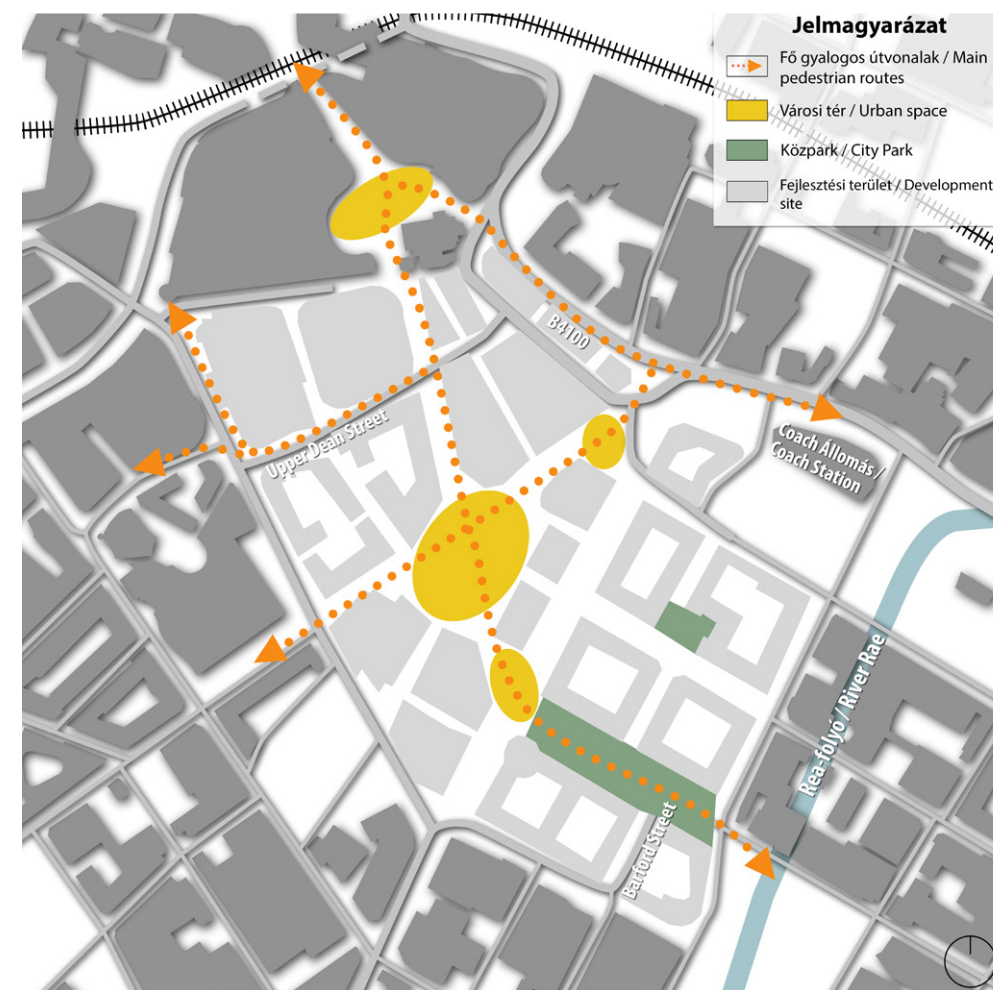 Jelmagyarázat
Fő gyalogos útvonalak / Main
pedestrian routes
Városi tér / Urban space
Közpark / City Park
Fejlesztési terület / Development
site
B4100
Upper Dean Street
Coach Állomás /
Coach Station
Rea-folyó / River Rae
Barford Street